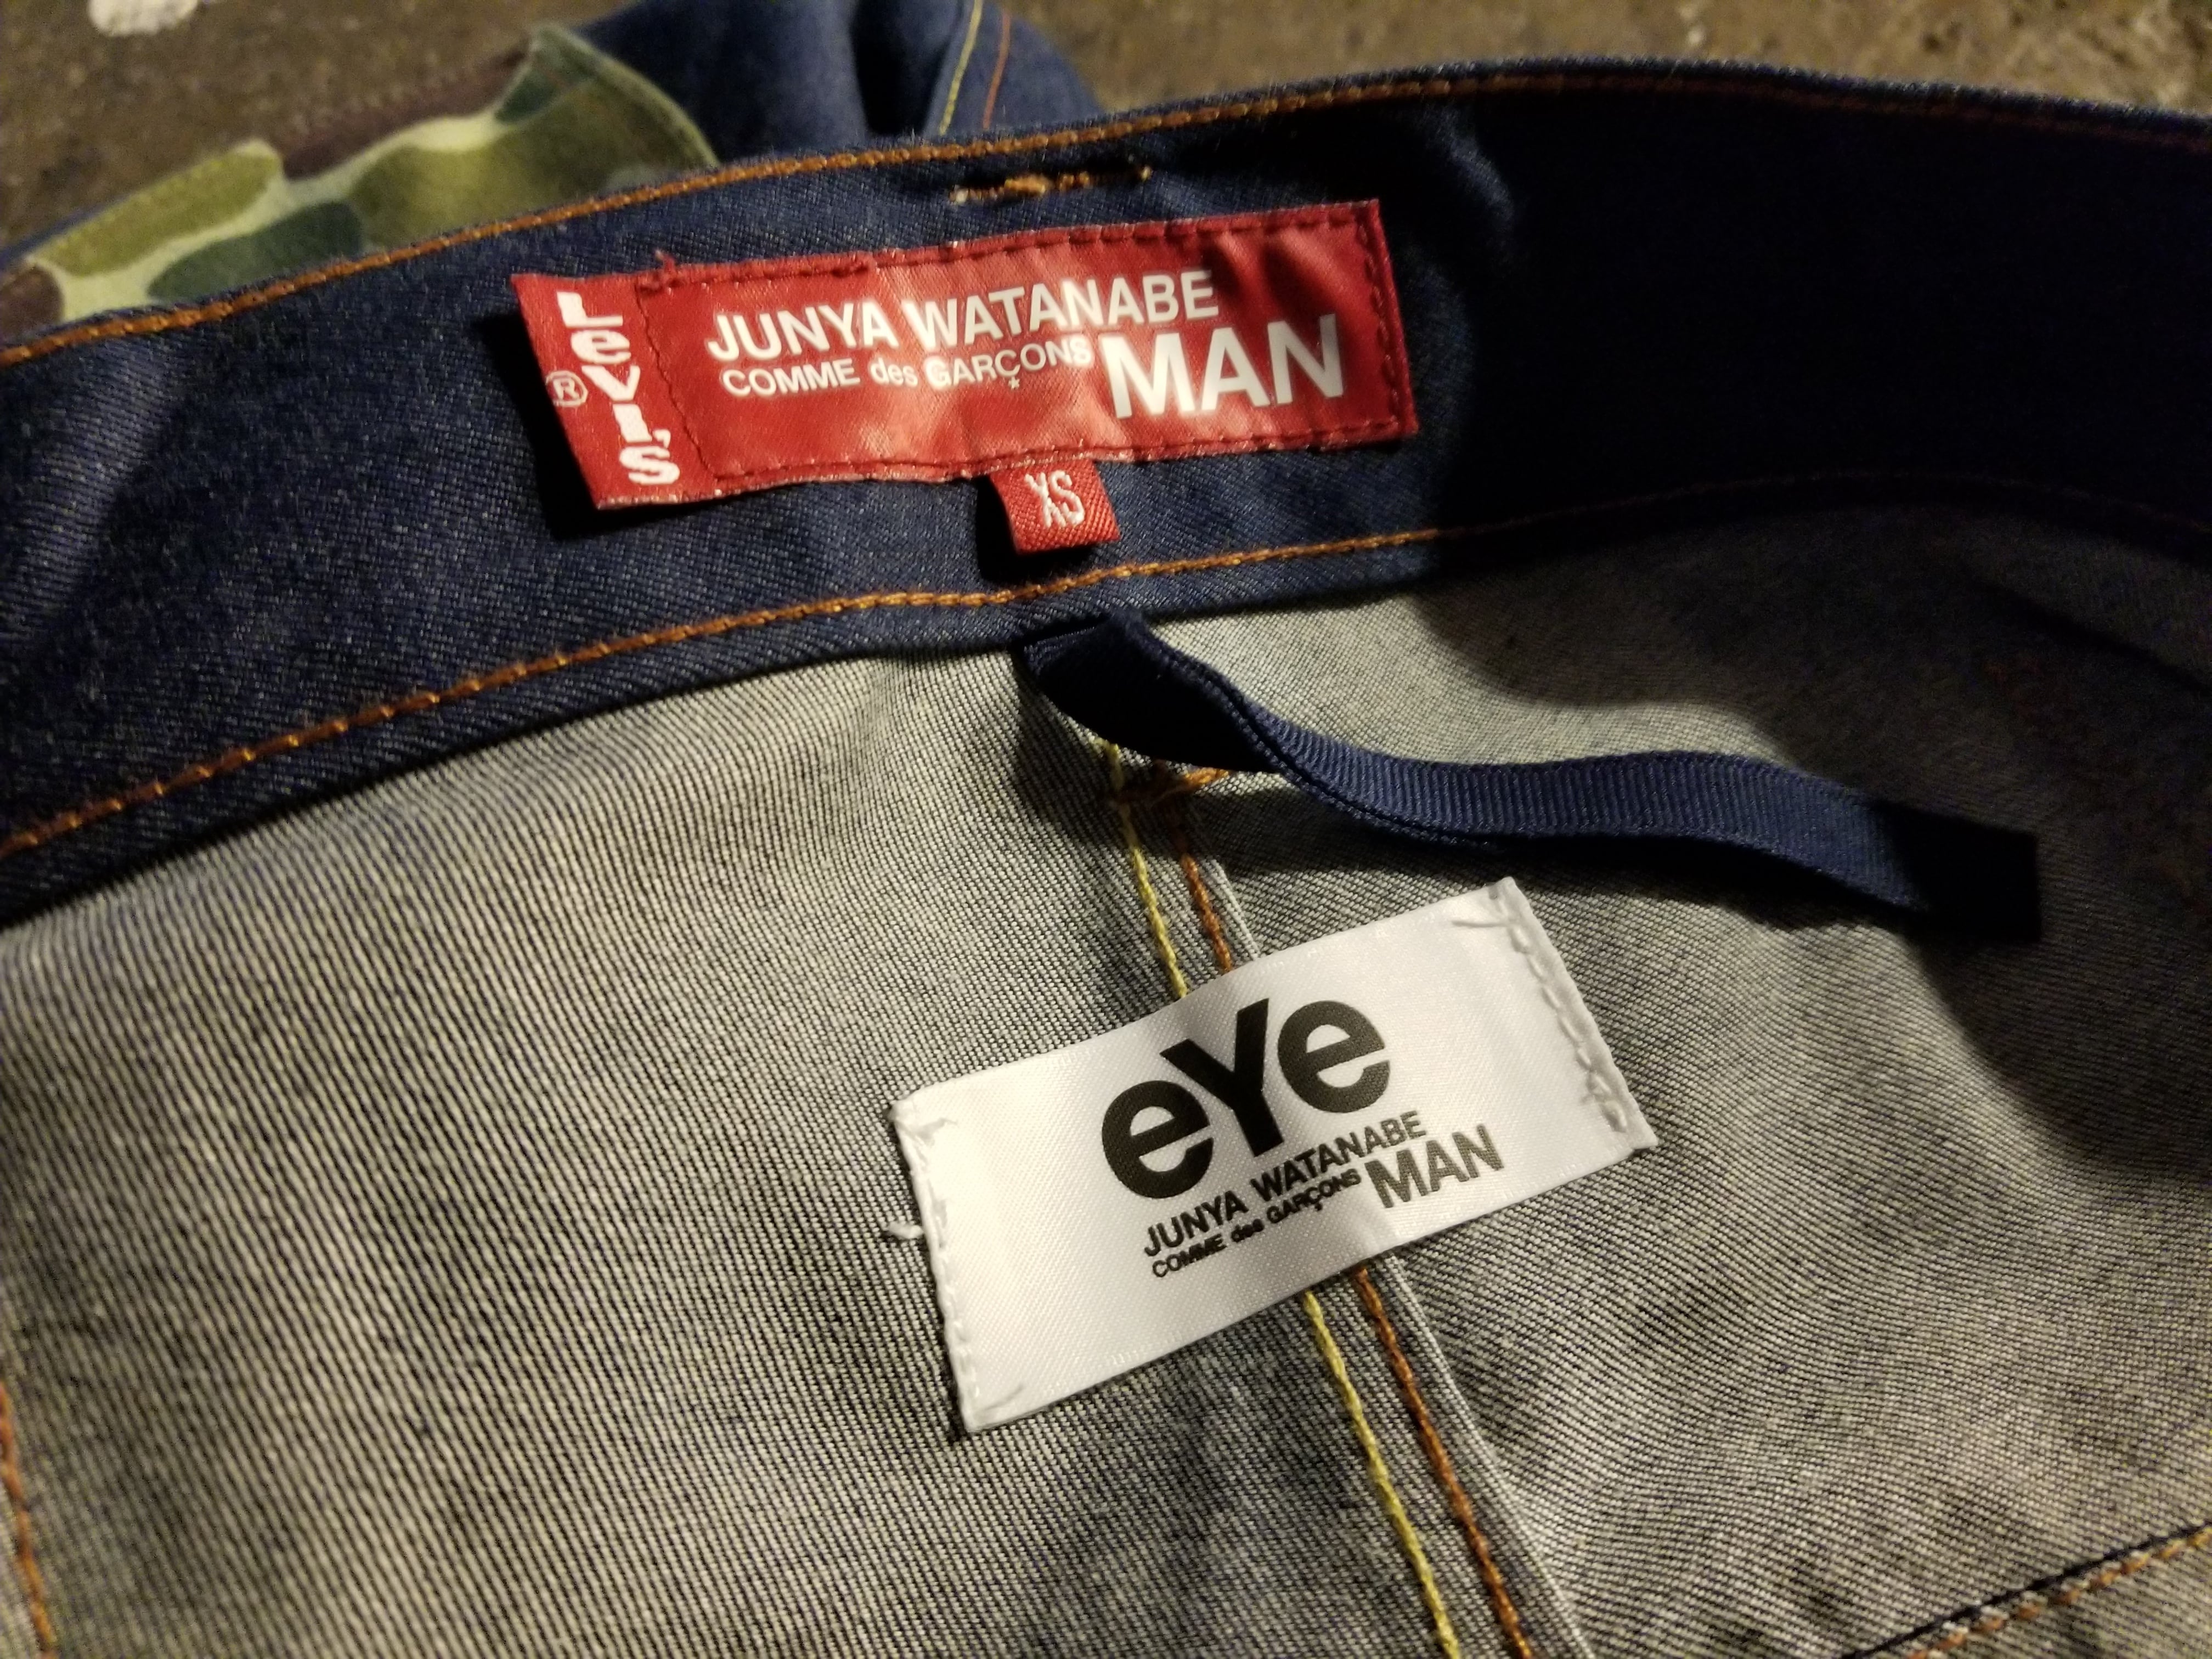 LEVI'S
®
JUNYA WATANABE
COMME des GARÇONS MAN
*
XS
eYe
JUNYA WATANABE
COMME des GARÇONS MAN